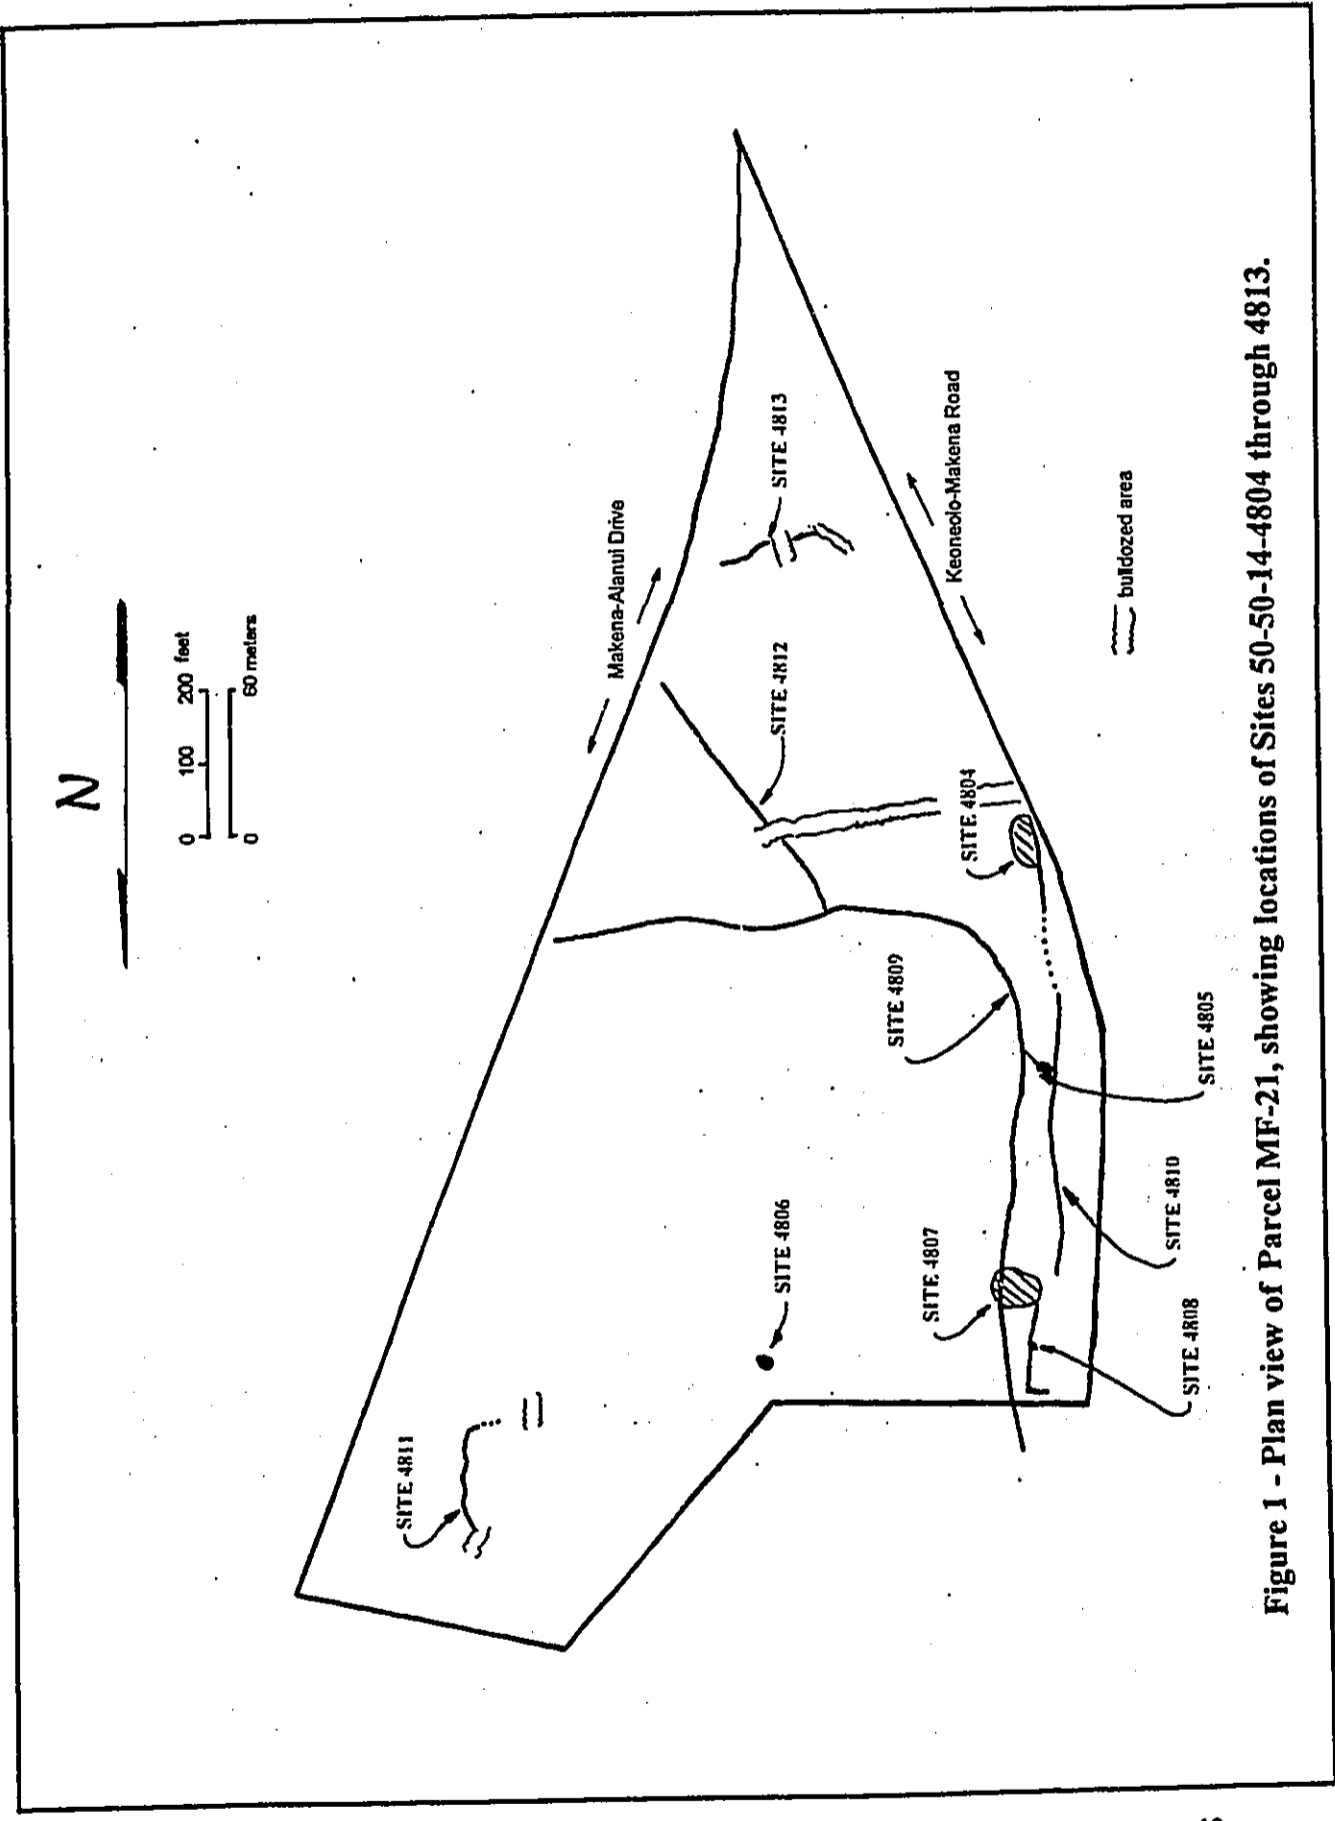 N
0 100 200 feet
0 60 meters
Makena-Alanui Drive
SITE 4813
SITE 4812
Keoneolo-Makena Road
bulldozed area
SITE 4804
SITE 4809
SITE 4805
SITE 4806
SITE 4807
SITE 4810
SITE 4808
SITE 4811
Figure 1 - Plan view of Parcel MF-21, showing locations of Sites 50-50-14-4804 through 4813.